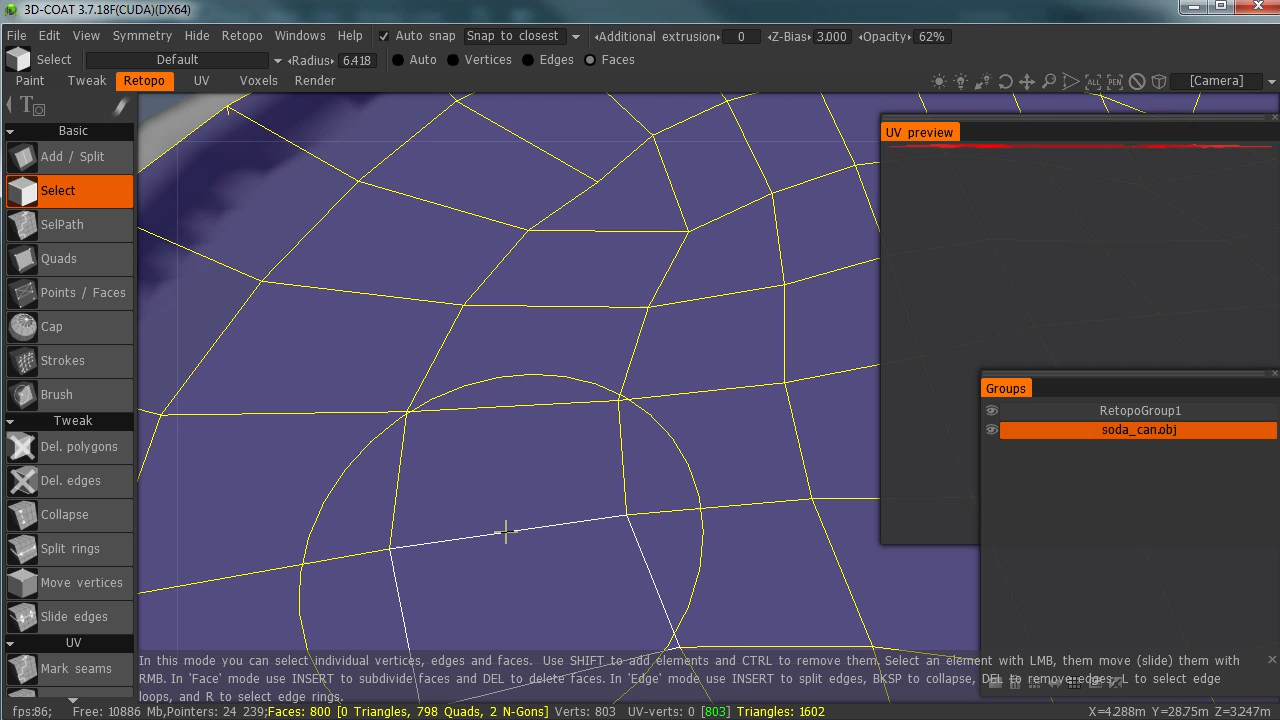 3D-COAT 3.7.18F(CUDA)(DX64)
File Edit View Symmetry Hide Retopo Windows Help Auto snap Snap to closest Additional extrusion 0 Z-Bias 3.000 Opacity 62%
Select Default Radius 6.418 Auto Vertices Edges Faces
Paint Tweak Retopo UV Voxels Render ALL PEN [Camera]
Basic
Add / Split
Select
SelPath
Quads
Points / Faces
Cap
Strokes
Brush
Tweak
Del. polygons
Del. edges
Collapse
Split rings
Move vertices
Slide edges
UV
Mark seams
UV preview
Groups
RetopoGroup1
soda_can.obj
In this mode you can select individual vertices, edges and faces. Use SHIFT to add elements and CTRL to remove them. Select an element with LMB, them move (slide) them with
RMB. In 'Face' mode use INSERT to subdivide faces and DEL to delete faces. In 'Edge' mode use INSERT to split edges, BKSP to collapse, DEL to remove edges, L to select edge
loops, and R to select edge rings.
fps:86; Free: 10886 Mb,Pointers: 24 239;Faces: 800 [0 Triangles, 798 Quads, 2 N-Gons] Verts: 803 UV-verts: 0 [803] Triangles: 1602 X=4.288m Y=28.75m Z=3.247m